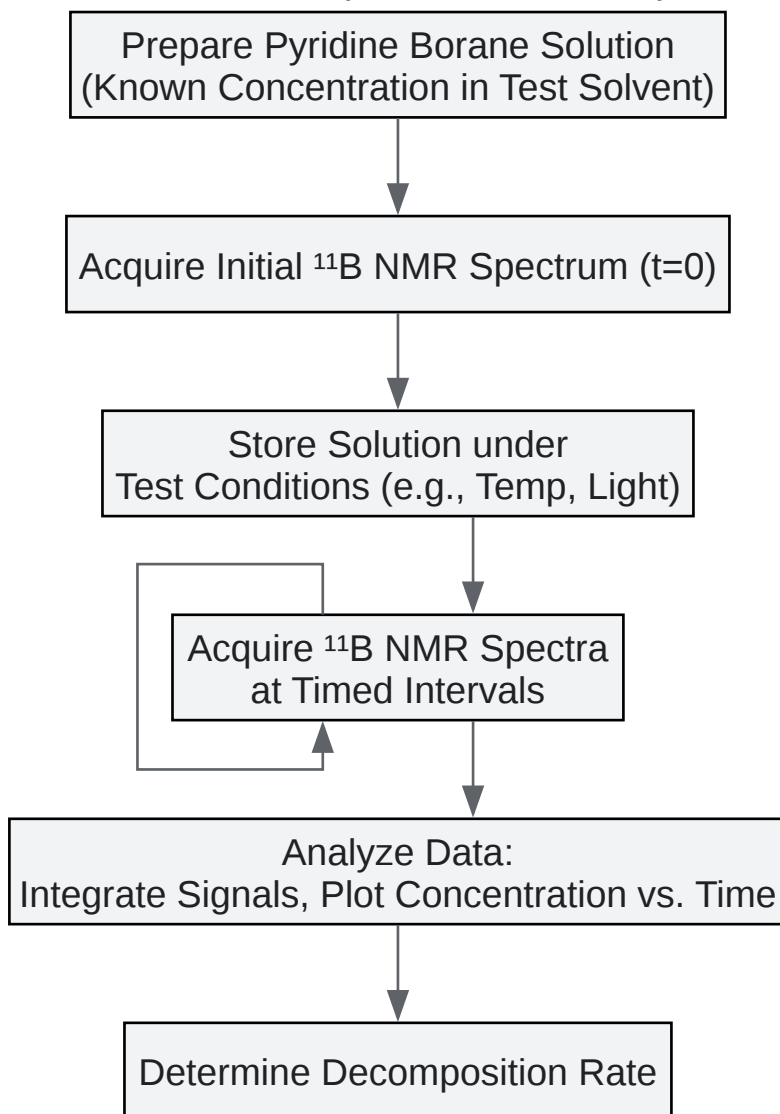 Prepare Pyridine Borane Solution
(Known Concentration in Test Solvent)
Acquire Initial ¹¹B NMR Spectrum (t=0)
Store Solution under
Test Conditions (e.g., Temp, Light)
Acquire ¹¹B NMR Spectra
at Timed Intervals
Analyze Data:
Integrate Signals, Plot Concentration vs. Time
Determine Decomposition Rate